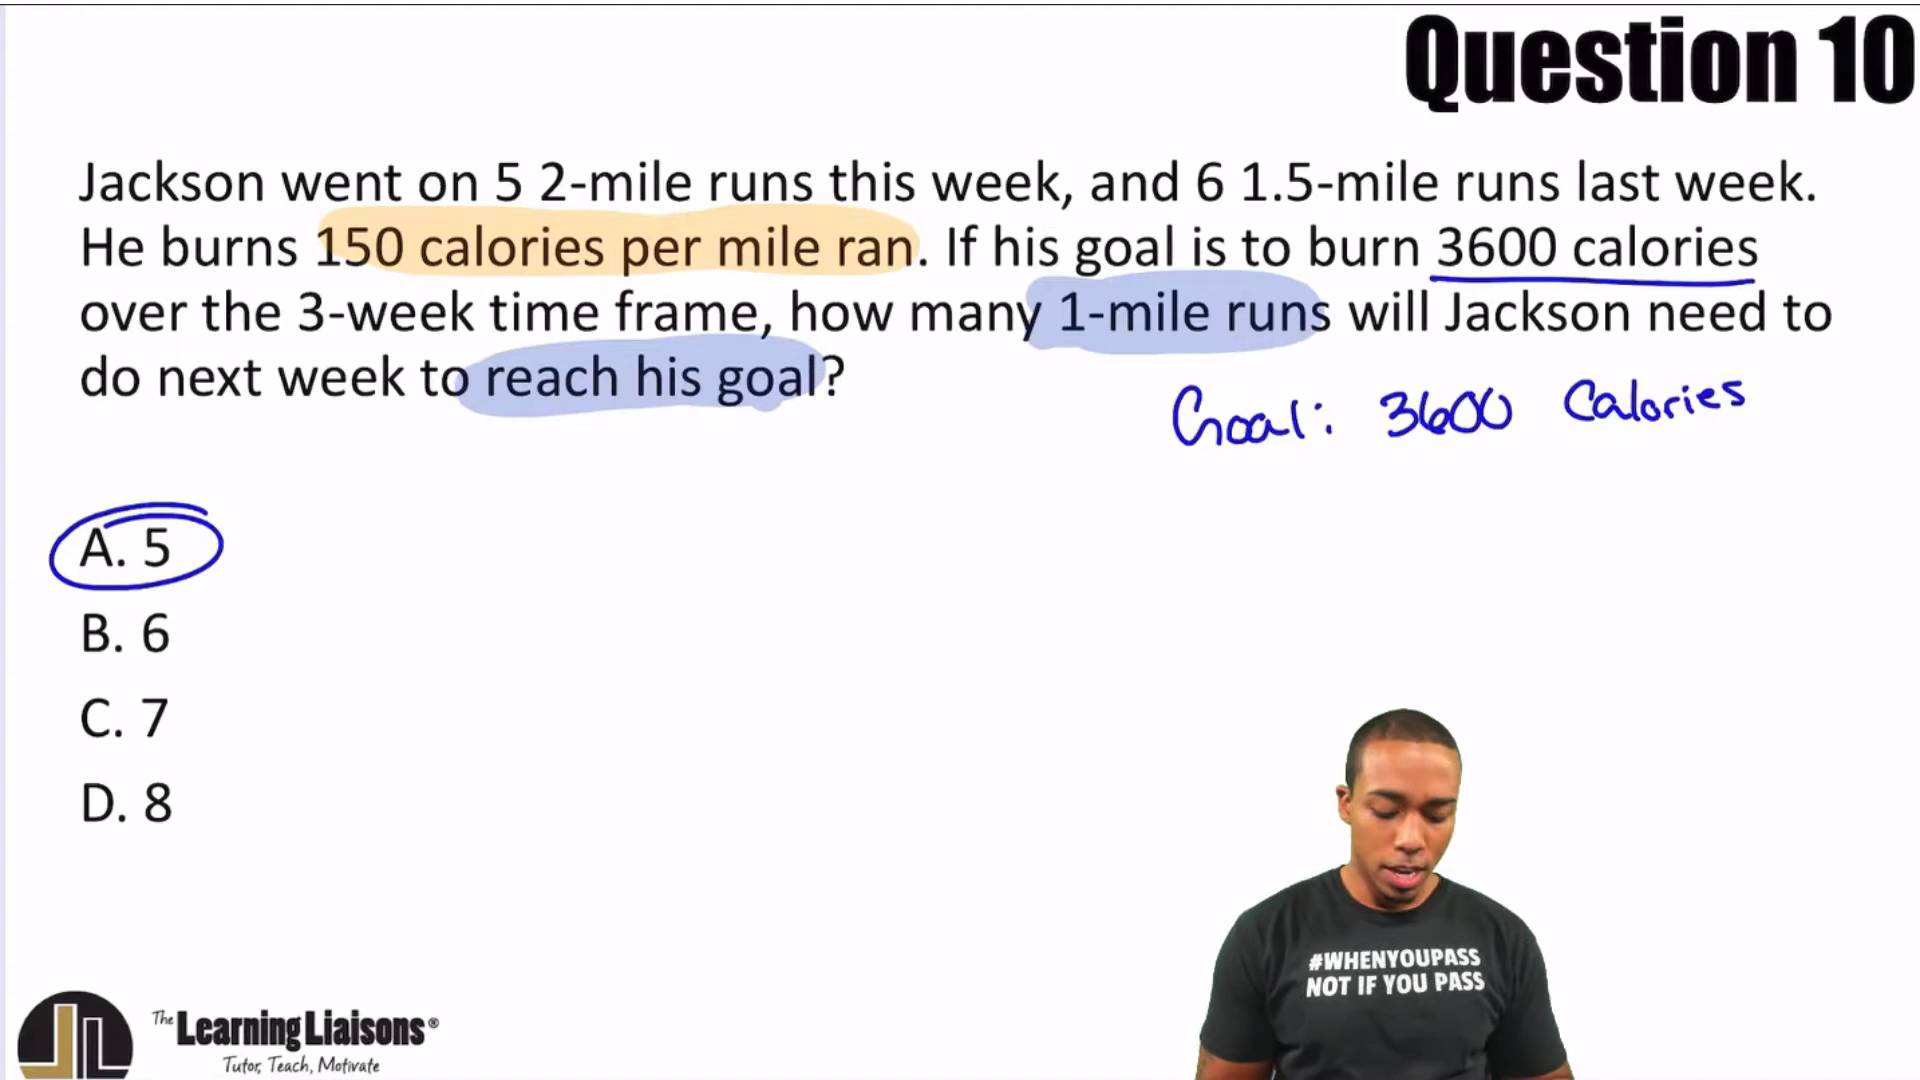 Question 10
Jackson went on 5 2-mile runs this week, and 6 1.5-mile runs last week.
He burns 150 calories per mile ran. If his goal is to burn 3600 calories
over the 3-week time frame, how many 1-mile runs will Jackson need to
do next week to reach his goal?
Goal: 3600 Calories
A. 5
B. 6
C. 7
D. 8
#WHENYOUPASS
NOT IF YOU PASS
The Learning Liaisons®
Tutor, Teach, Motivate